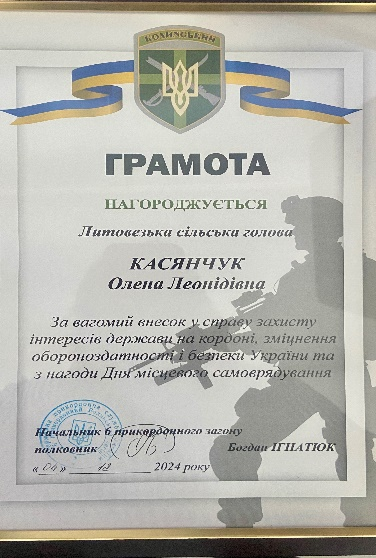 ВОЛИНСЬКИЙ
ГРАМОТА
НАГОРОДЖУЄТЬСЯ
Литовезька сільська голова
КАСЯНЧУК
Олена Леонідівна
За вагомий внесок у справу захисту
інтересів держави на кордоні, зміцнення
обороноздатності і безпеки України та
з нагоди Дня місцевого самоврядування
Начальник 6 прикордонного загону
полковник Богдан ІГНАТЮК
«04» 12 2024 року